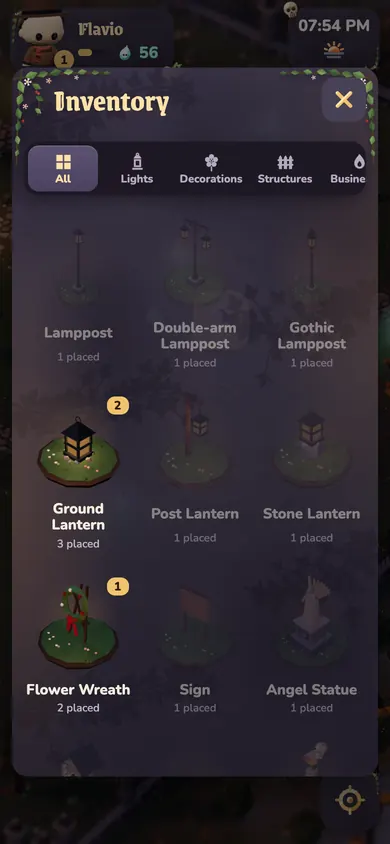 Flavio
07:54 PM
1
56
Inventory
All
Lights
Decorations
Structures
Busine
Lamppost
1 placed
Double-arm
Lamppost
1 placed
Gothic
Lamppost
1 placed
2
Ground
Lantern
3 placed
Post Lantern
1 placed
Stone Lantern
1 placed
1
Flower Wreath
2 placed
Sign
1 placed
Angel Statue
1 placed